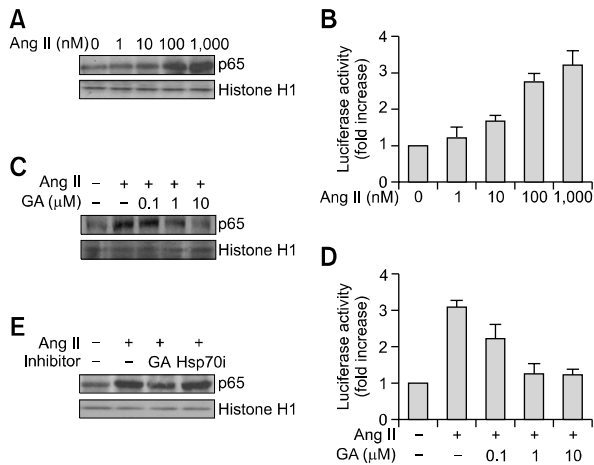 A
Ang II (nM) 0 1 10 100 1,000
p65
Histone H1
B
Luciferase activity
(fold increase)
4
3
2
1
0
Ang II (nM) 0 1 10 100 1,000
C
Ang II – + + + +
GA (μM) – – 0.1 1 10
p65
Histone H1
D
Luciferase activity
(fold increase)
4
3
2
1
0
Ang II – + + + +
GA (μM) – – 0.1 1 10
E
Ang II – + + +
Inhibitor – – GA Hsp70i
p65
Histone H1